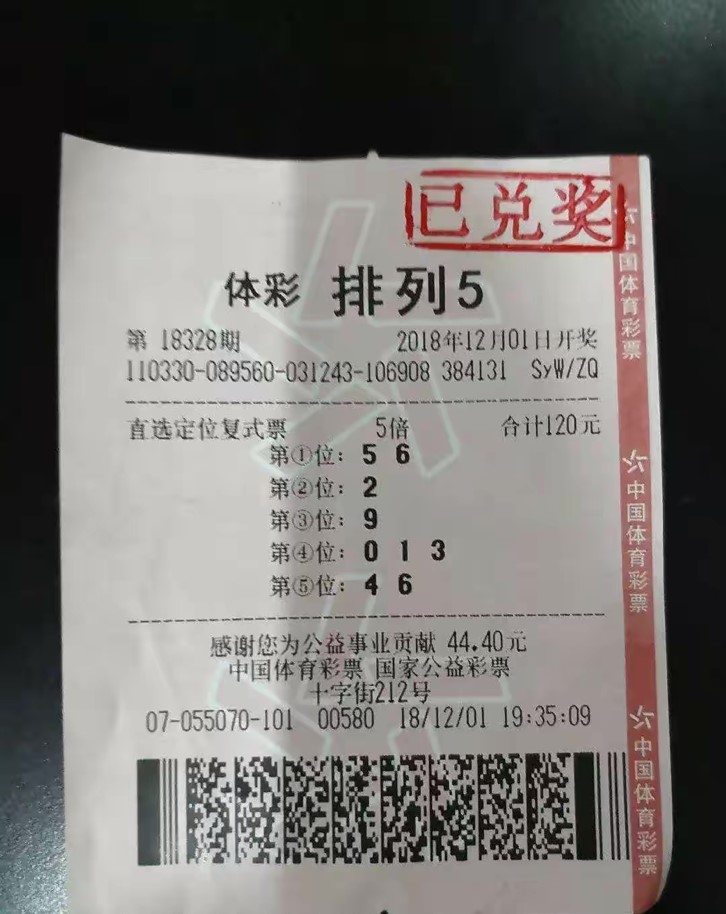 已兑奖
体彩 排列5
第 18328期 2018年12月01日开奖
110330-089560-031243-106908 384131 SyW/ZQ
直选定位复式票 5倍 合计120元
第①位: 5 6
第②位: 2
第③位: 9
第④位: 0 1 3
第⑤位: 4 6
感谢您为公益事业贡献 44.40元
中国体育彩票 国家公益彩票
十字街212号
07-055070-101 00580 18/12/01 19:35:09
中国体育彩票
中国体育彩票
中国体育彩票